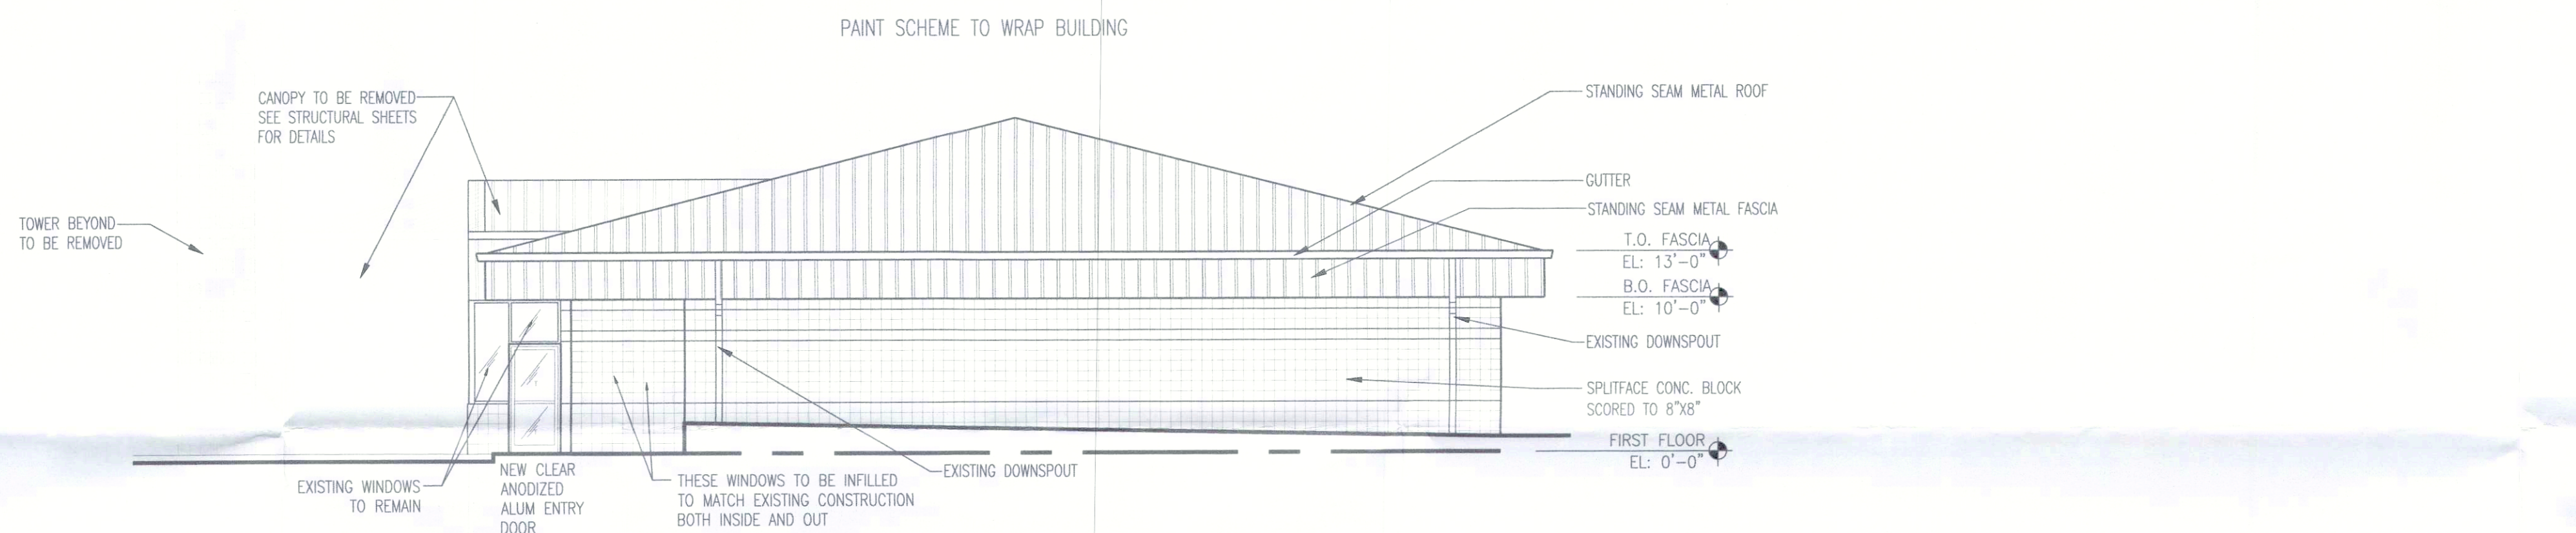 PAINT SCHEME TO WRAP BUILDING
CANOPY TO BE REMOVED
SEE STRUCTURAL SHEETS
FOR DETAILS
TOWER BEYOND
TO BE REMOVED
STANDING SEAM METAL ROOF
GUTTER
STANDING SEAM METAL FASCIA
T.O. FASCIA
EL: 13'-0"
B.O. FASCIA
EL: 10'-0"
EXISTING DOWNSPOUT
SPLITFACE CONC. BLOCK
SCORED TO 8"X8"
FIRST FLOOR
EL: 0'-0"
EXISTING WINDOWS
TO REMAIN
NEW CLEAR
ANODIZED
ALUM ENTRY
DOOR
THESE WINDOWS TO BE INFILLED
TO MATCH EXISTING CONSTRUCTION
BOTH INSIDE AND OUT
EXISTING DOWNSPOUT